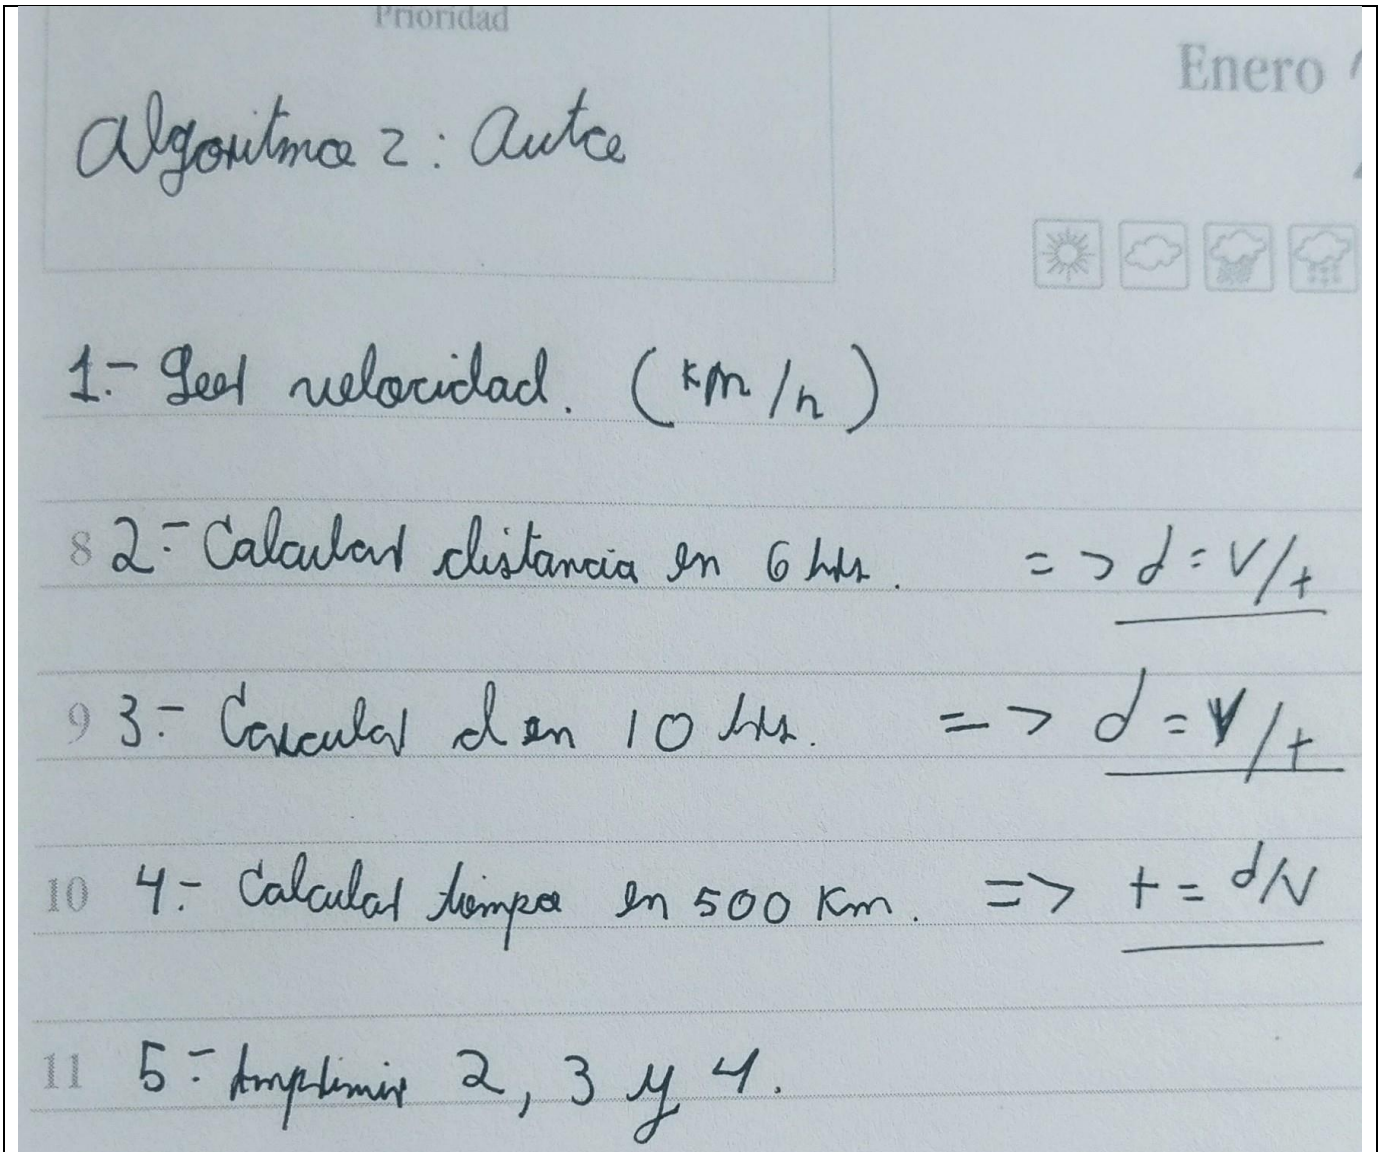 Prioridad
Enero
Algoritmo 2: Auto
1.- Leer velocidad. (km/h)
8 2.- Calcular distancia en 6 hrs. => d = v/t
9 3.- Calcular d en 10 hrs. => d = v/t
10 4.- Calcular tiempo en 500 Km. => t = d/v
11 5.- Imprimir 2, 3 y 4.